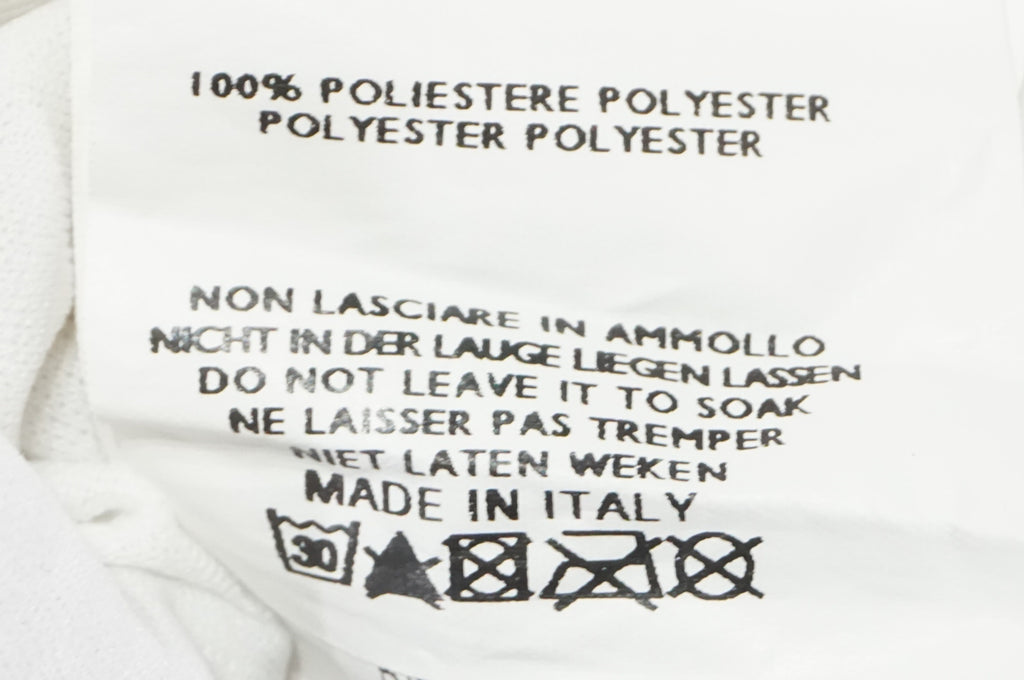 100% POLIESTERE POLYESTER
POLYESTER POLYESTER
NON LASCIARE IN AMMOLLO
NICHT IN DER LAUGE LIEGEN LASSEN
DO NOT LEAVE IT TO SOAK
NE LAISSER PAS TREMPER
NIET LATEN WEKEN
MADE IN ITALY
30